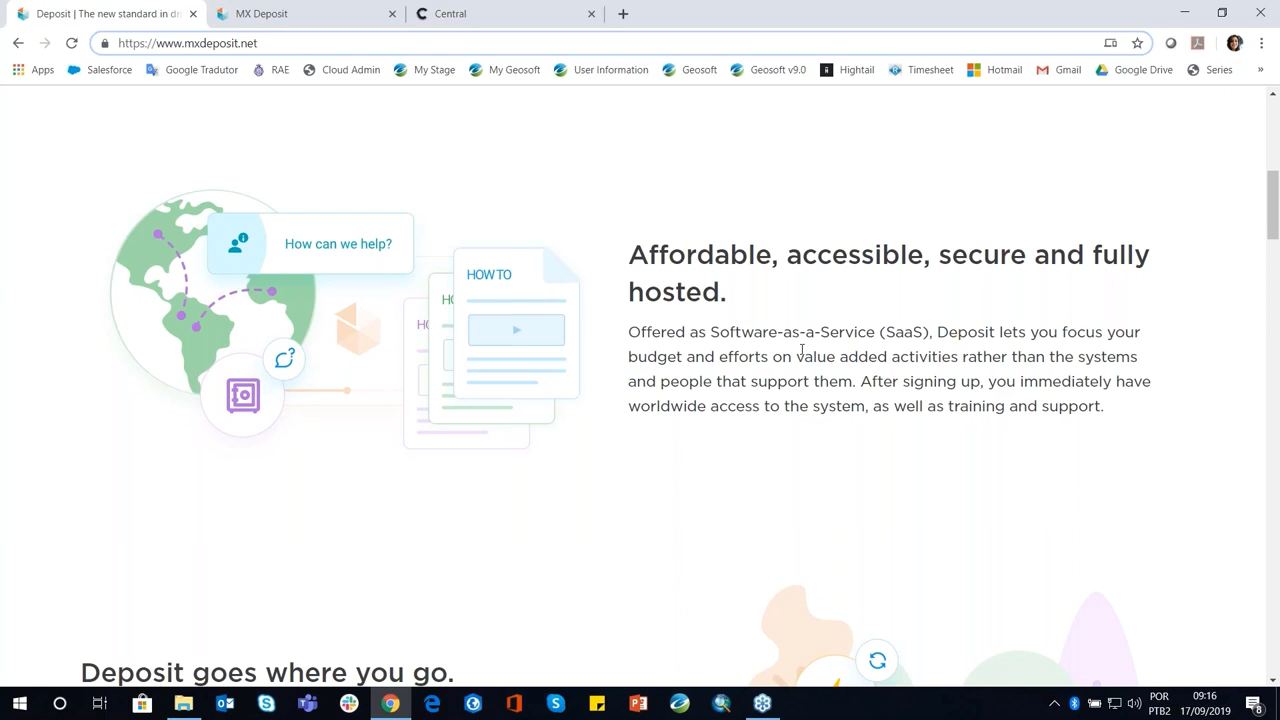 Deposit | The new standard in dr
MX Deposit
Central
https://www.mxdeposit.net
Apps
Salesforce
Google Tradutor
RAE
Cloud Admin
My Stage
My Geosoft
User Information
Geosoft
Geosoft v9.0
Hightail
Timesheet
Hotmail
Gmail
Google Drive
Series
»
How can we help?
HOW TO
HO
HO
Affordable, accessible, secure and fully
hosted.
Offered as Software-as-a-Service (SaaS), Deposit lets you focus your
budget and efforts on value added activities rather than the systems
and people that support them. After signing up, you immediately have
worldwide access to the system, as well as training and support.
Deposit goes where you go.
POR
PTB2
09:16
17/09/2019
8